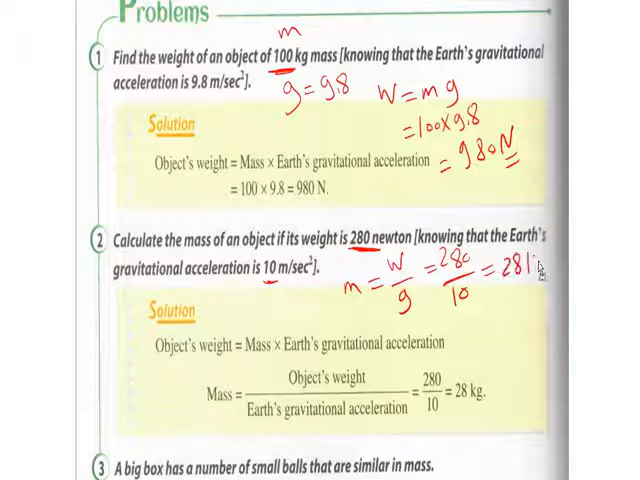 Problems
m
1 Find the weight of an object of 100 kg mass [knowing that the Earth's gravitational
acceleration is 9.8 m/sec²].
g = 9.8
W = m g
= 100 × 9.8
= 980 N
Solution
Object's weight = Mass × Earth's gravitational acceleration
= 100 × 9.8 = 980 N.
2 Calculate the mass of an object if its weight is 280 newton [knowing that the Earth's
gravitational acceleration is 10 m/sec²].
m = W/g = 280/10 = 28
Solution
Object's weight = Mass × Earth's gravitational acceleration
Mass = Object's weight / Earth's gravitational acceleration = 280/10 = 28 kg.
3 A big box has a number of small balls that are similar in mass.